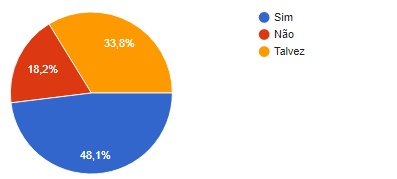 Sim
Não
Talvez
33,8%
18,2%
48,1%